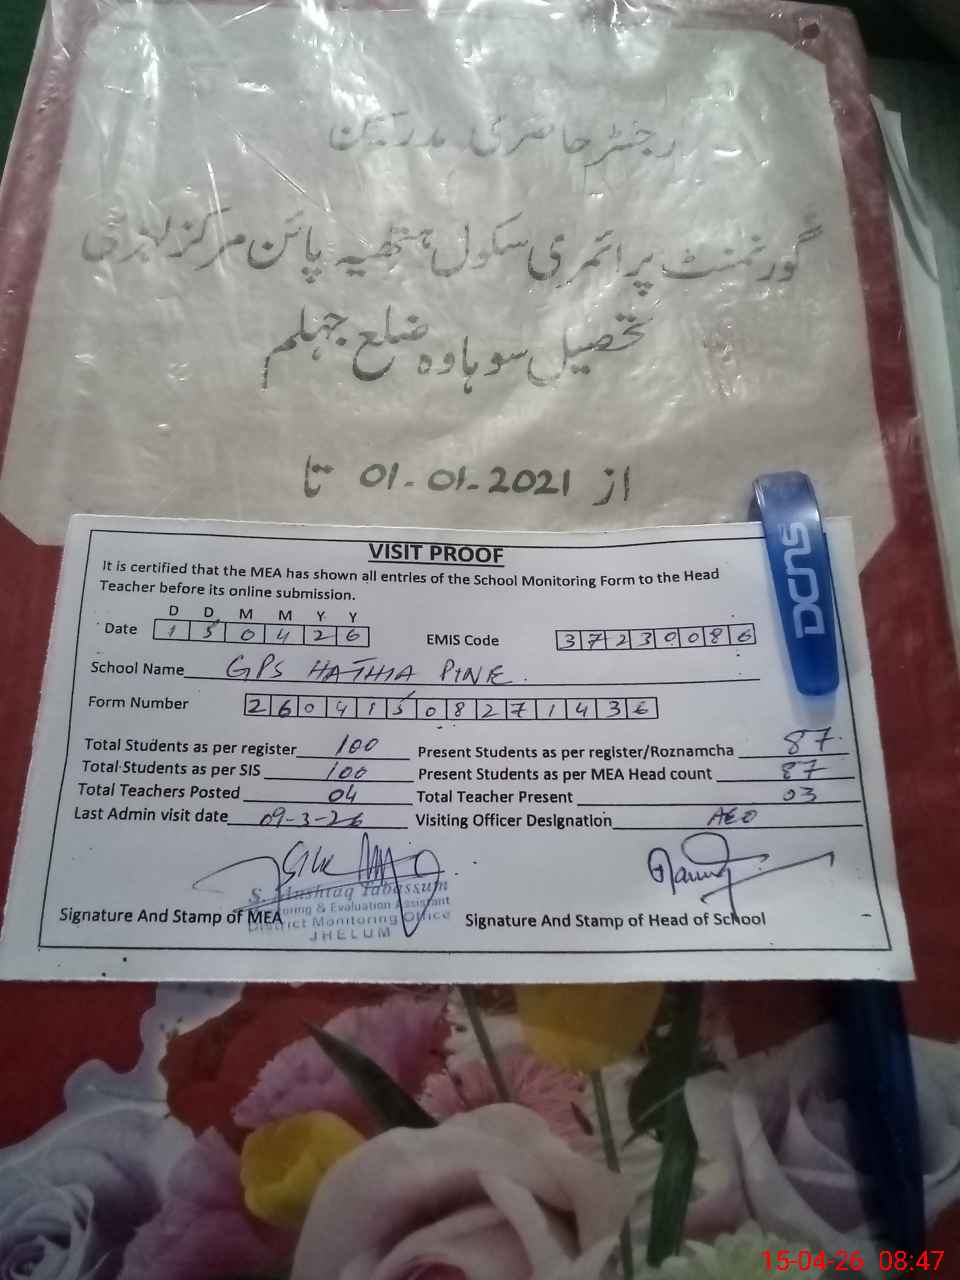 رجسٹر حاضری مدرسین
گورنمنٹ پرائمری سکول ہتھیہ پائن مرکز لہڑی
تحصیل سوہاوہ ضلع جہلم
از 01-01-2021 تا
VISIT PROOF
It is certified that the MEA has shown all entries of the School Monitoring Form to the Head
Teacher before its online submission.
D D M M Y Y
Date 1 5 0 4 2 6 EMIS Code 3 7 2 3 0 0 8 6
School Name GPS HATHIA PINE.
Form Number 2 6 0 4 1 5 0 8 2 7 1 4 3 6
Total Students as per register 100 Present Students as per register/Roznamcha 87
Total Students as per SIS 100 Present Students as per MEA Head count 87
Total Teachers Posted 04 Total Teacher Present 03
Last Admin visit date 09-3-26 Visiting Officer Designation AEO
S. Mushtaq Tabassum
oring & Evaluation Assistant
District Monitoring Office
JHELUM
Signature And Stamp of MEA Signature And Stamp of Head of School
DCNS
15-04-26 08:47